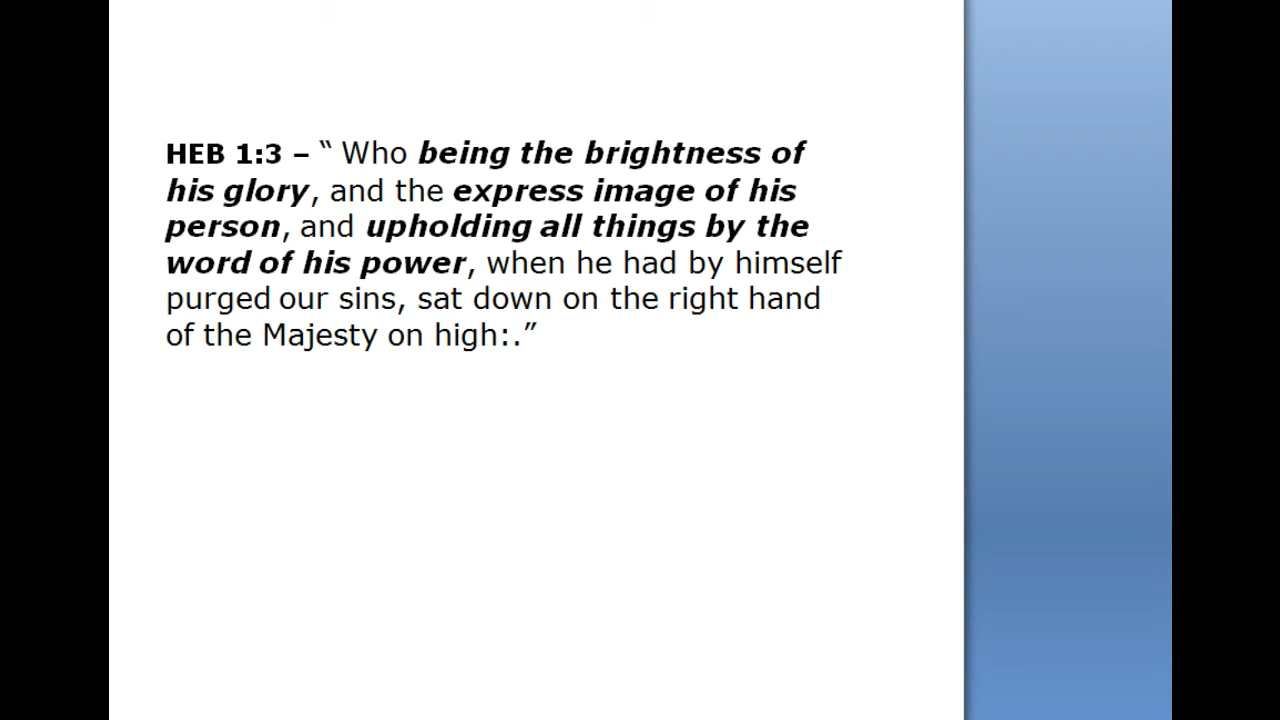 HEB 1:3 – “ Who being the brightness of
his glory, and the express image of his
person, and upholding all things by the
word of his power, when he had by himself
purged our sins, sat down on the right hand
of the Majesty on high:.”